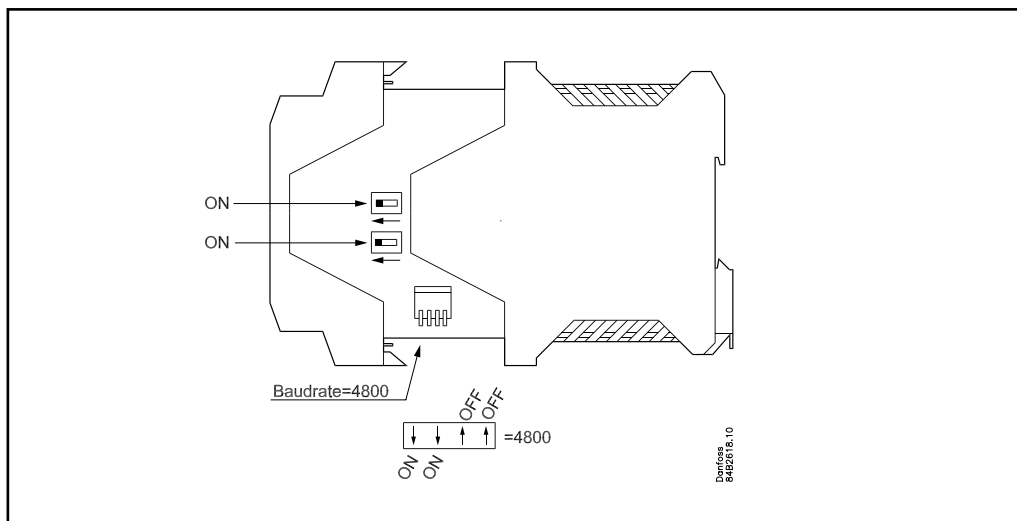 ON
ON
Baudrate=4800
OFF
OFF
=4800
ON
ON
Danfoss
84B2618.10